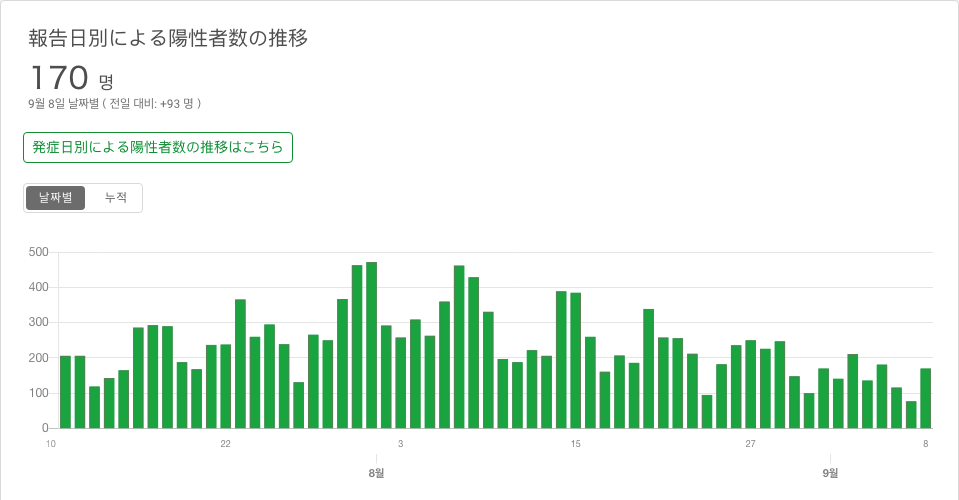 報告日別による陽性者数の推移
170 명
9월 8일 날짜별 ( 전일 대비: +93 명 )
発症日別による陽性者数の推移はこちら
날짜별 누적
500
400
300
200
100
0
10 22 3 15 27 8
8월 9월